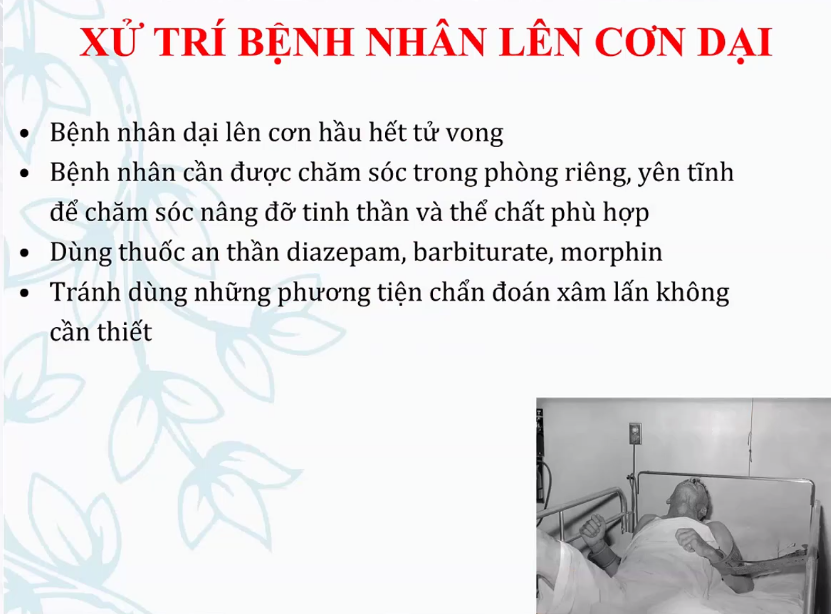 XỬ TRÍ BỆNH NHÂN LÊN CƠN DẠI
• Bệnh nhân dại lên cơn hầu hết tử vong
• Bệnh nhân cần được chăm sóc trong phòng riêng, yên tĩnh
để chăm sóc nâng đỡ tinh thần và thể chất phù hợp
• Dùng thuốc an thần diazepam, barbiturate, morphin
• Tránh dùng những phương tiện chẩn đoán xâm lấn không
cần thiết